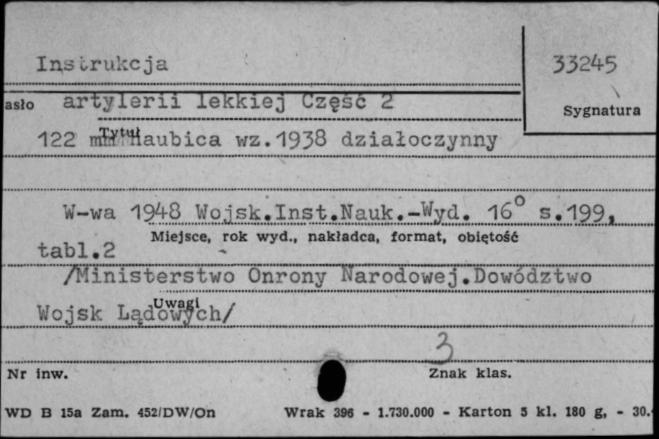 Instrukcja
33245
asło artylerii lekkiej Część 2
Sygnatura
Tytuł
122 mm Haubica wz.1938 działoczynny
W-wa 1948 Wojsk.Inst.Nauk.-Wyd. 16° s.199,
Miejsce, rok wyd., nakładca, format, obiętość
tabl.2
/Ministerstwo Onrony Narodowej.Dowództwo
Uwagi
Wojsk Lądowych/
3
Nr inw.
Znak klas.
WD B 15a Zam. 452/DW/On Wrak 396 - 1.730.000 - Karton 5 kl. 180 g, - 30.